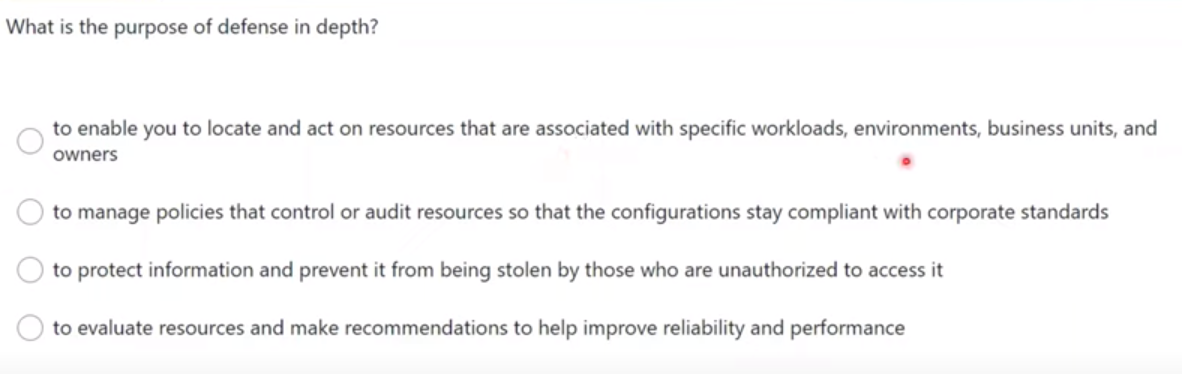 What is the purpose of defense in depth?
to enable you to locate and act on resources that are associated with specific workloads, environments, business units, and
owners
to manage policies that control or audit resources so that the configurations stay compliant with corporate standards
to protect information and prevent it from being stolen by those who are unauthorized to access it
to evaluate resources and make recommendations to help improve reliability and performance